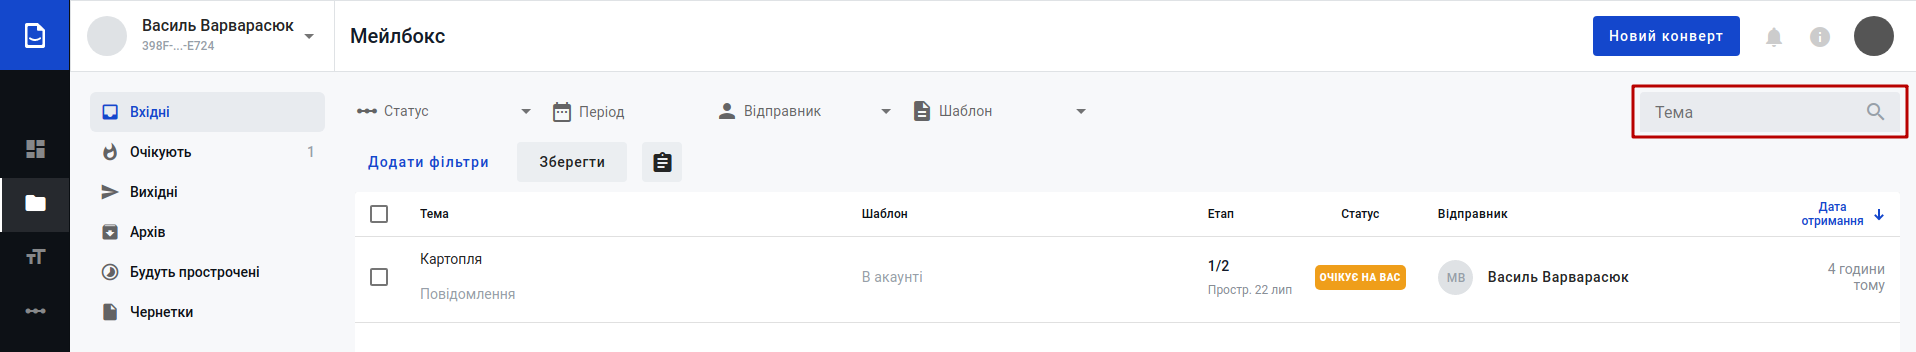 Василь Варварасюк
398F-...-E724
Мейлбокс
Новий конверт
Вхідні
Очікують 1
Вихідні
Архів
Будуть прострочені
Чернетки
Статус Період Відправник Шаблон
Тема
Додати фільтри Зберегти
Тема Шаблон Етап Статус Відправник Дата
отримання
Картопля
Повідомлення
В акаунті
1/2
Простр. 22 лип
ОЧІКУЄ НА ВАС
МВ
Василь Варварасюк
4 години
тому